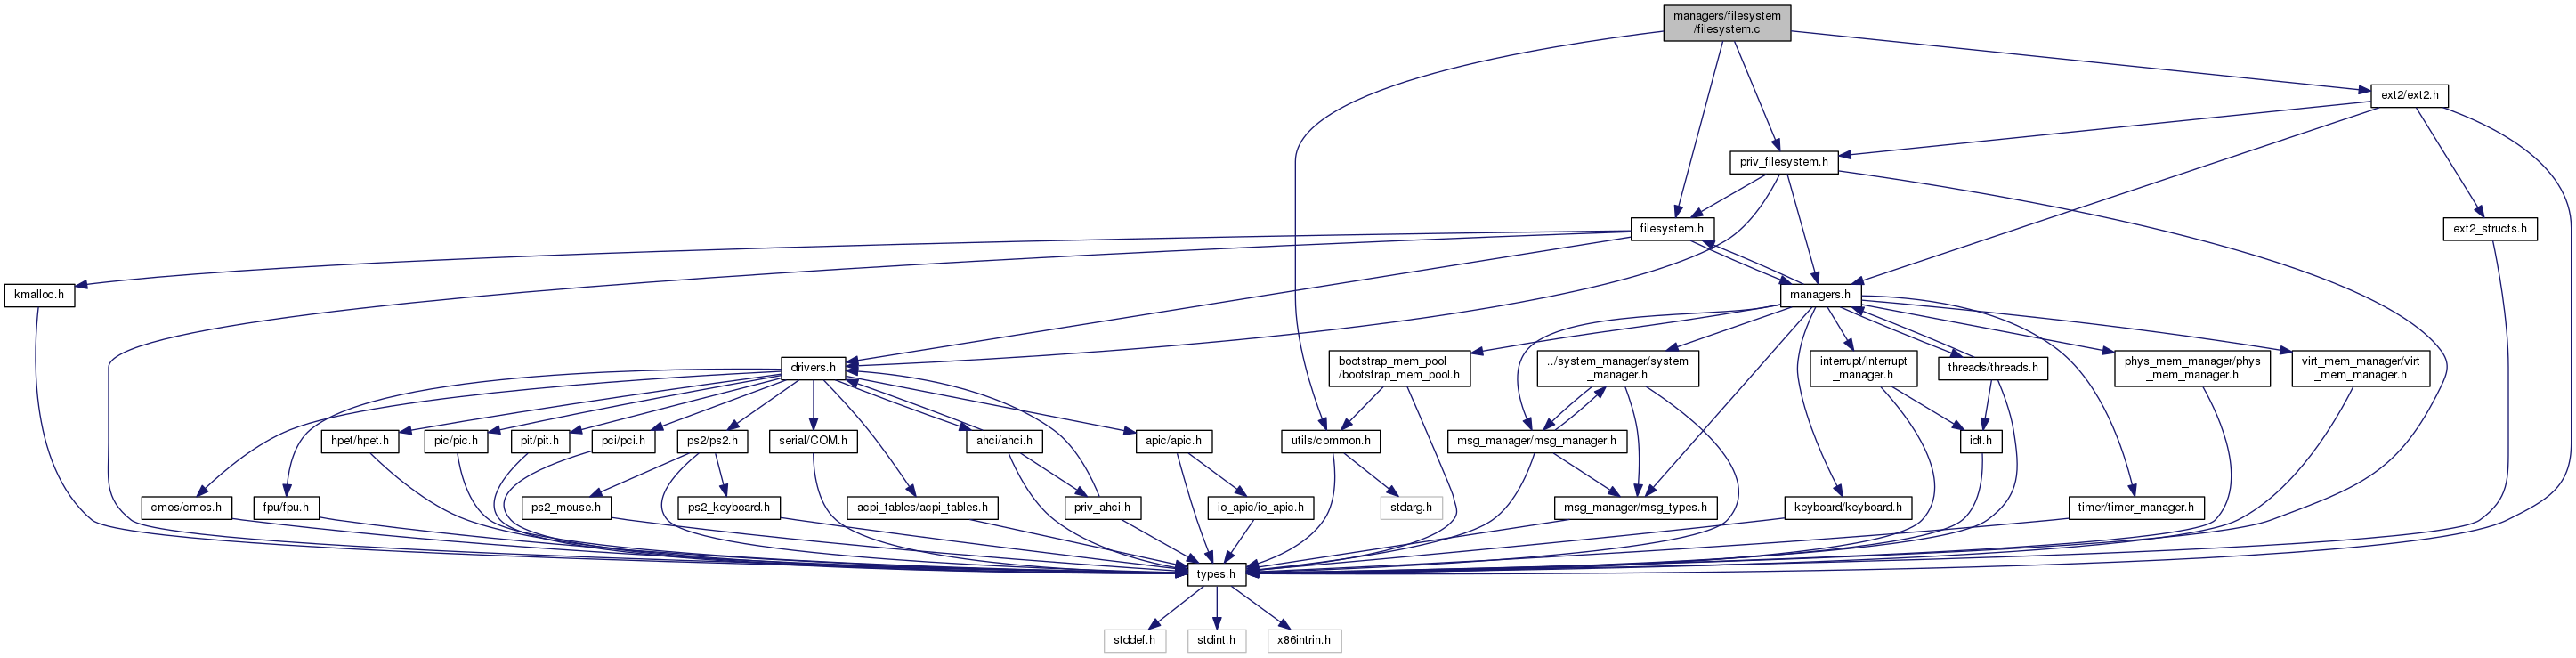 managers/filesystem
/filesystem.c
ext2/ext2.h
priv_filesystem.h
filesystem.h
ext2_structs.h
kmalloc.h
managers.h
drivers.h
bootstrap_mem_pool
/bootstrap_mem_pool.h
../system_manager/system
_manager.h
interrupt/interrupt
_manager.h
threads/threads.h
phys_mem_manager/phys
_mem_manager.h
virt_mem_manager/virt
_mem_manager.h
hpet/hpet.h
pic/pic.h
pit/pit.h
pci/pci.h
ps2/ps2.h
serial/COM.h
ahci/ahci.h
apic/apic.h
utils/common.h
msg_manager/msg_manager.h
idt.h
cmos/cmos.h
fpu/fpu.h
ps2_mouse.h
ps2_keyboard.h
acpi_tables/acpi_tables.h
priv_ahci.h
io_apic/io_apic.h
stdarg.h
msg_manager/msg_types.h
keyboard/keyboard.h
timer/timer_manager.h
types.h
stddef.h
stdint.h
x86intrin.h